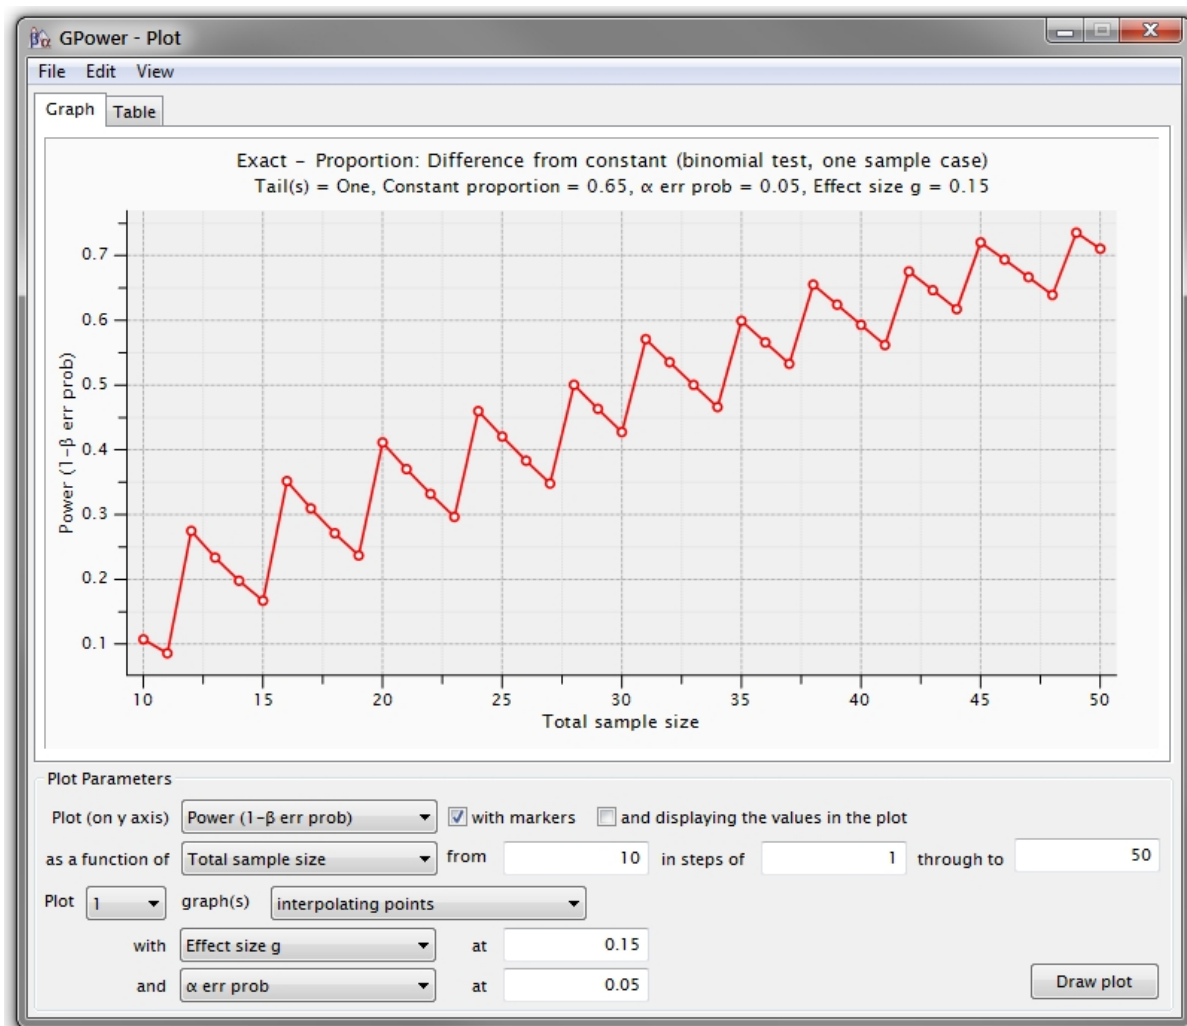 GPower - Plot
File Edit View
Graph Table
Exact – Proportion: Difference from constant (binomial test, one sample case)
Tail(s) = One, Constant proportion = 0.65, α err prob = 0.05, Effect size g = 0.15
Power (1-β err prob)
0.7
0.6
0.5
0.4
0.3
0.2
0.1
10 15 20 25 30 35 40 45 50
Total sample size
Plot Parameters
Plot (on y axis) Power (1-β err prob) with markers and displaying the values in the plot
as a function of Total sample size from 10 in steps of 1 through to 50
Plot 1 graph(s) interpolating points
with Effect size g at 0.15
and α err prob at 0.05
Draw plot